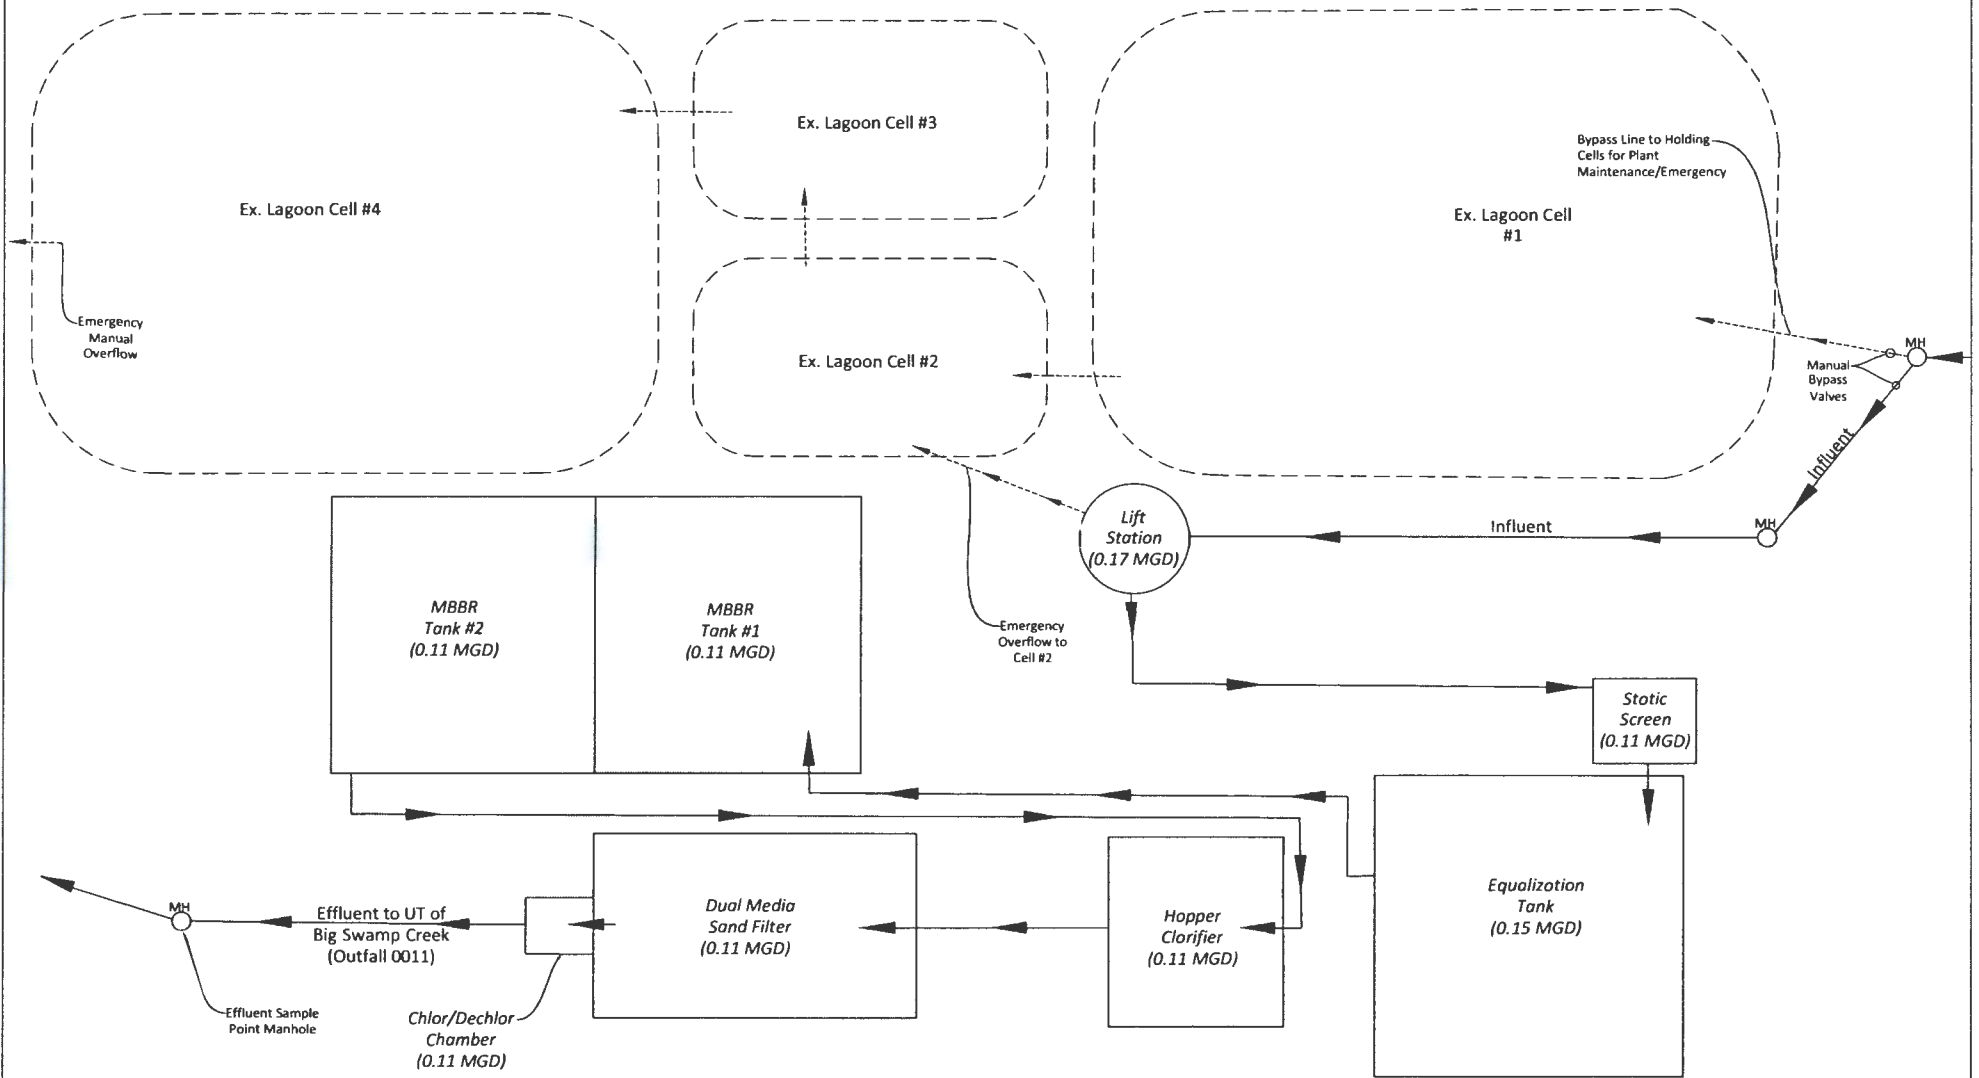 Ex. Lagoon Cell #4
Emergency
Manual
Overflow
Ex. Lagoon Cell #3
Ex. Lagoon Cell #2
Ex. Lagoon Cell
#1
Bypass Line to Holding
Cells for Plant
Maintenance/Emergency
MH
Manual
Bypass
Valves
Influent
MH
Influent
Lift
Station
(0.17 MGD)
Emergency
Overflow to
Cell #2
MBBR
Tank #2
(0.11 MGD)
MBBR
Tank #1
(0.11 MGD)
Static
Screen
(0.11 MGD)
Equalization
Tank
(0.15 MGD)
Hopper
Clarifier
(0.11 MGD)
Dual Media
Sand Filter
(0.11 MGD)
Chlor/Dechlor
Chamber
(0.11 MGD)
Effluent to UT of
Big Swamp Creek
(Outfall 0011)
MH
Effluent Sample
Point Manhole